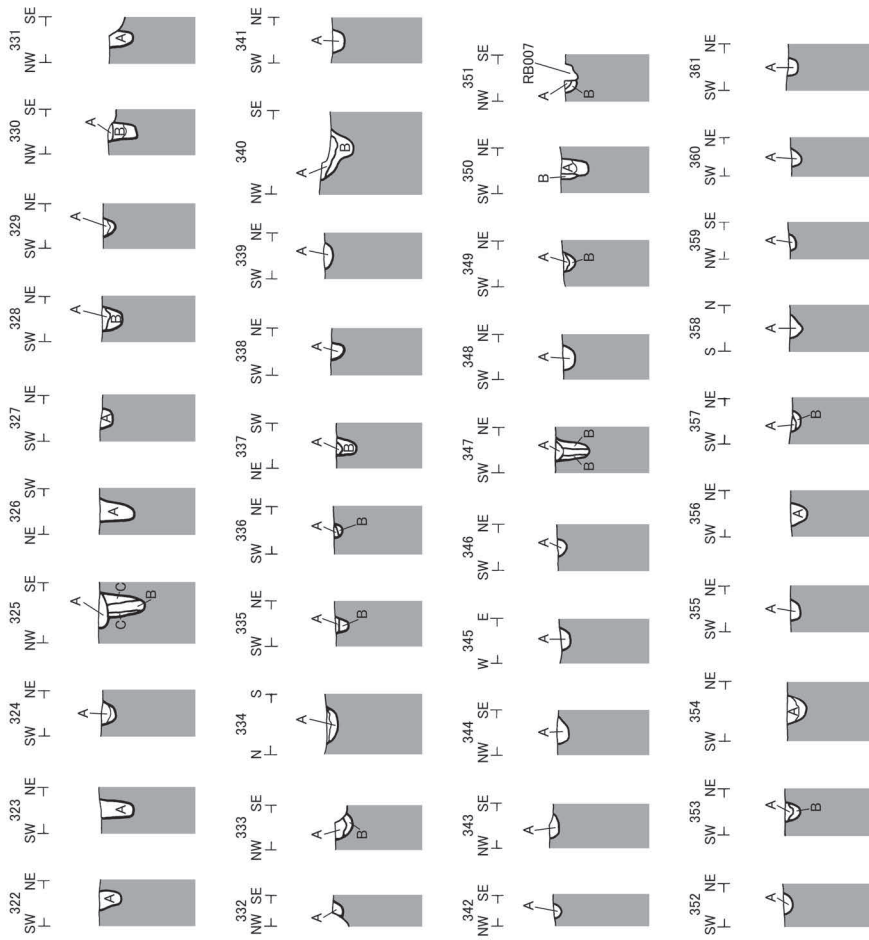 322 SW NE A
323 SW NE A
324 SW NE A
325 NW SE A C C B
326 NE SW A
327 SW NE A
328 SW NE A B
329 SW NE A
330 NW SE A B
331 NW SE A
332 NW SE A
333 NW SE A B
334 N S A
335 SW NE A B
336 SW NE A B
337 NE SW A B
338 SW NE A
339 SW NE A
340 NW SE A B
341 SW NE A
342 NW SE A
343 NW SE A
344 NW SE A
345 W E A
346 SW NE A
347 SW NE A B B
348 SW NE A
349 SW NE A B
350 SW NE B A
351 NW SE A B RB007
352 SW NE A
353 SW NE A B
354 SW NE A
355 SW NE A
356 SW NE A
357 SW NE A B
358 S N A
359 NW SE A
360 SW NE A
361 SW NE A